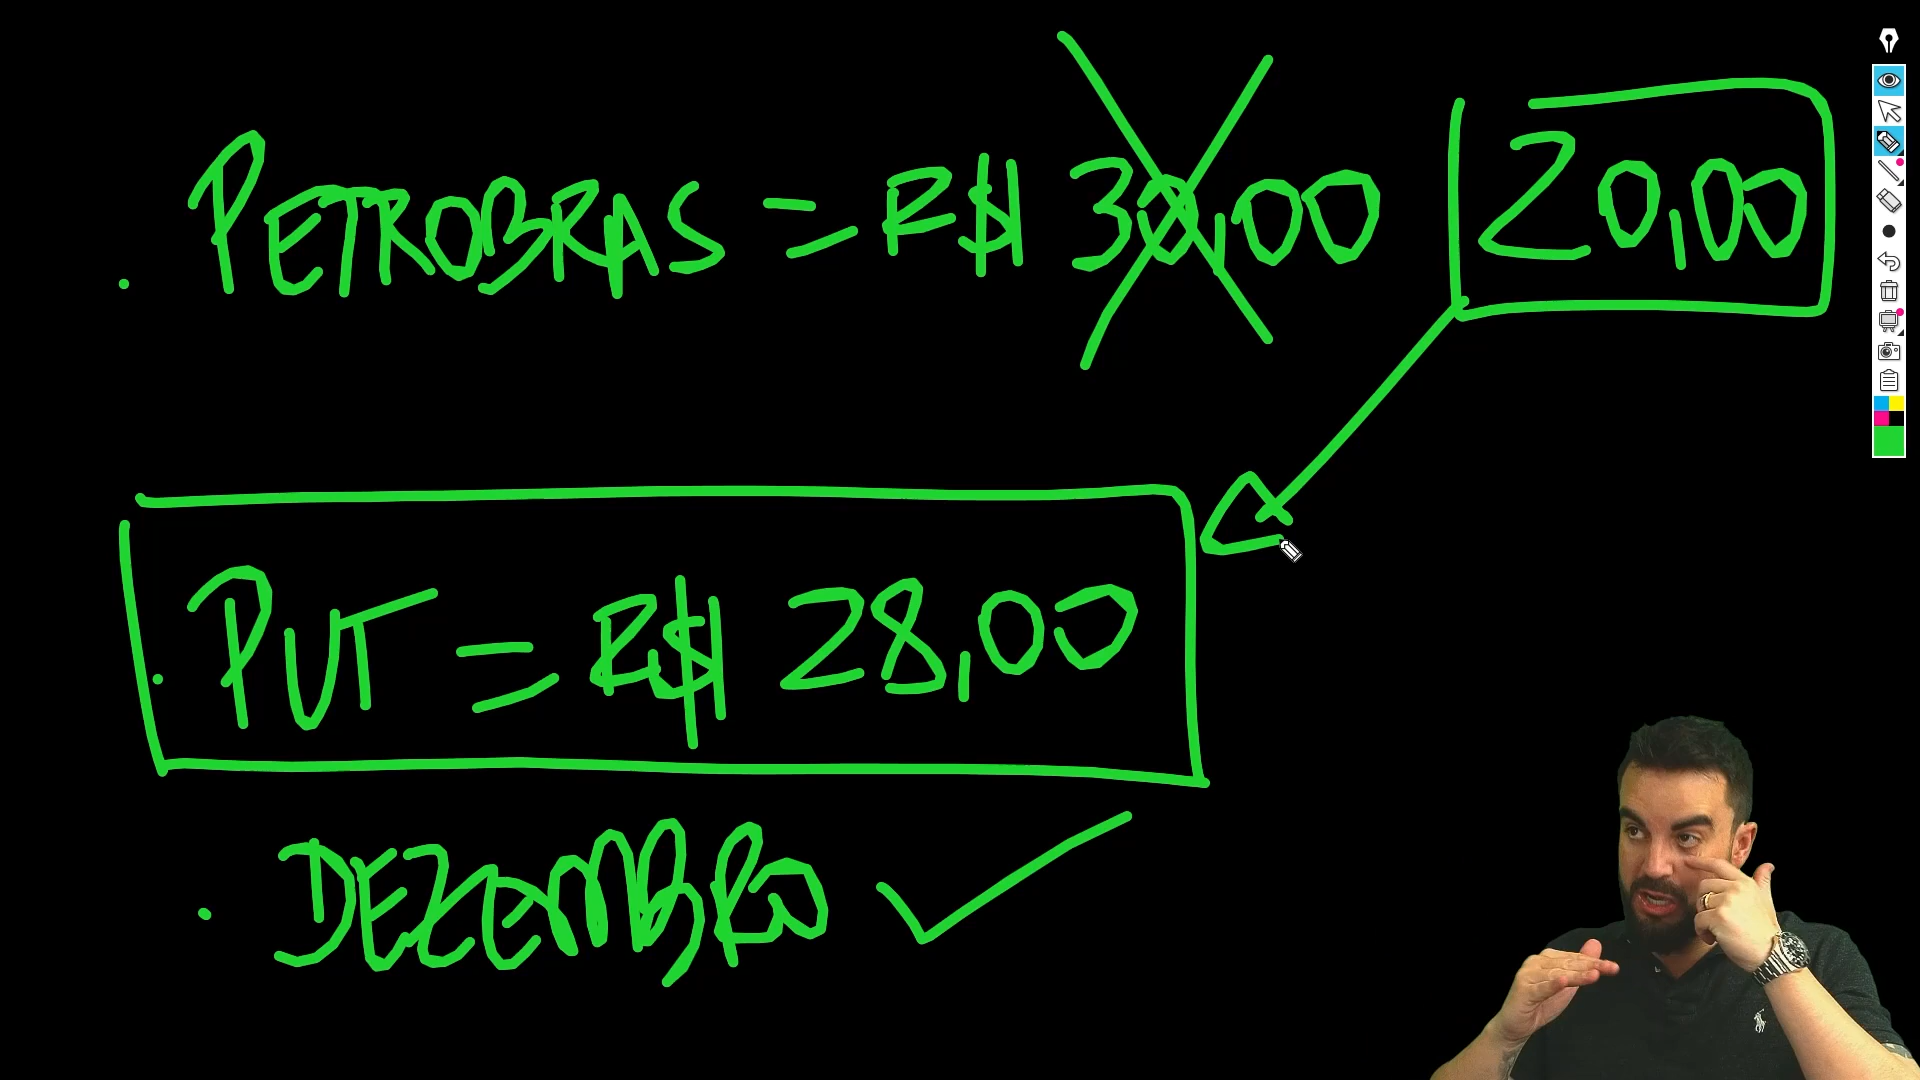 . PETROBRAS = R$ 30,00 20,00
. PUT = R$ 28,00
. DEZEMBRO